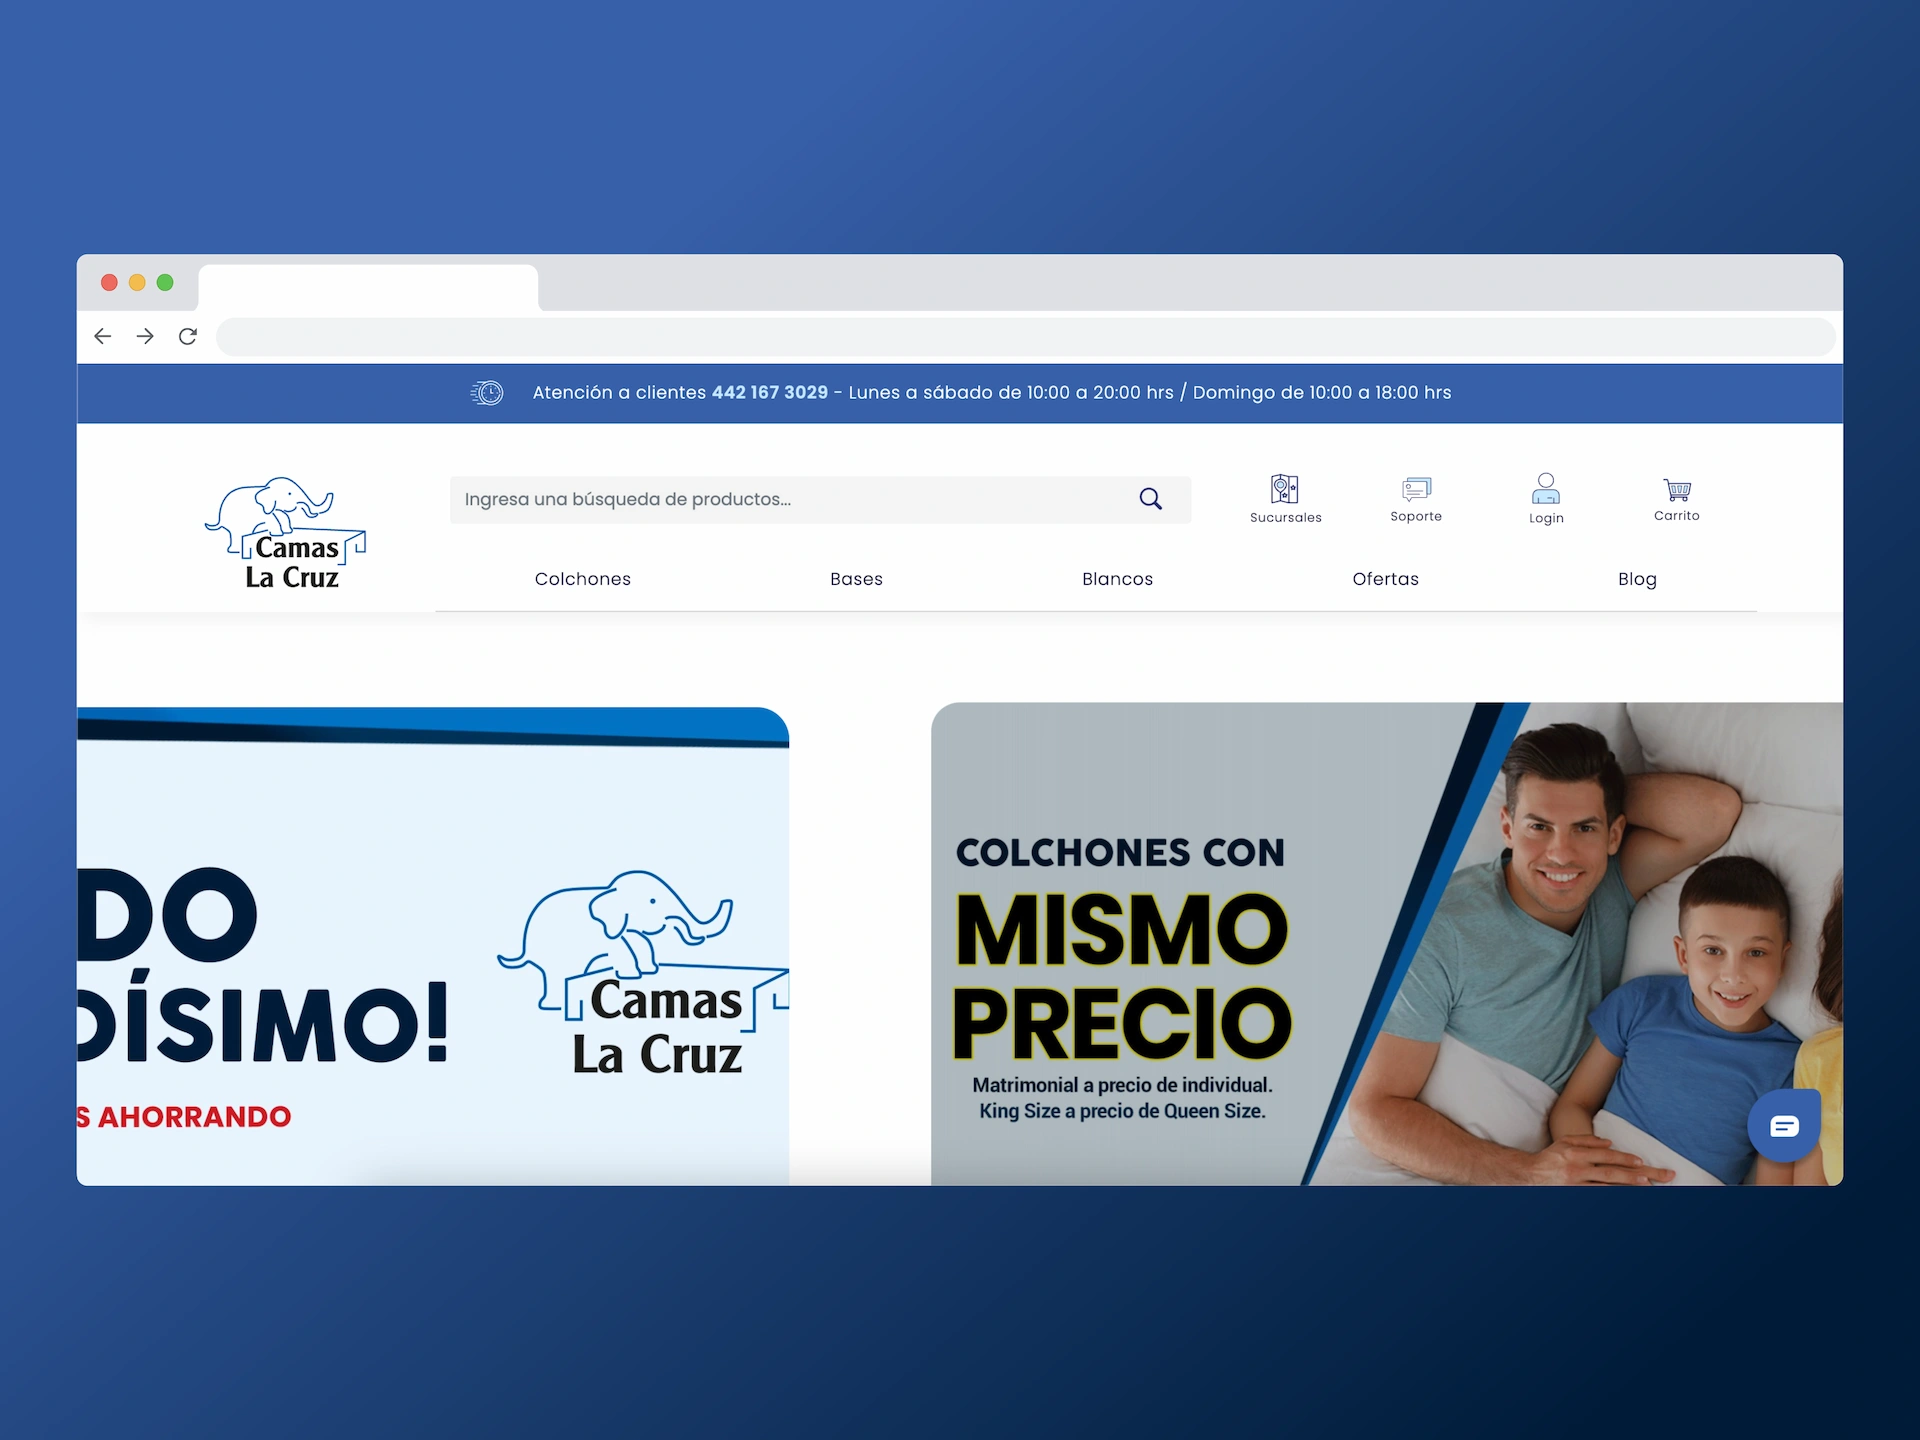 Atención a clientes 442 167 3029 - Lunes a sábado de 10:00 a 20:00 hrs / Domingo de 10:00 a 18:00 hrs
Camas
La Cruz
Ingresa una búsqueda de productos...
Sucursales
Soporte
Login
Carrito
Colchones
Bases
Blancos
Ofertas
Blog
DO
DÍSIMO!
S AHORRANDO
Camas
La Cruz
COLCHONES CON
MISMO
PRECIO
Matrimonial a precio de individual.
King Size a precio de Queen Size.